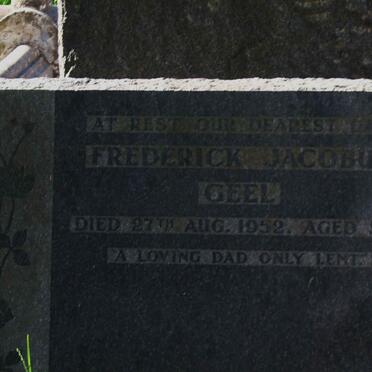 AT REST OUR DEAREST
FREDERICK JACOBU
GEEL
DIED 27TH AUG. 1952. AGED
A LOVING DAD ONLY LENT.